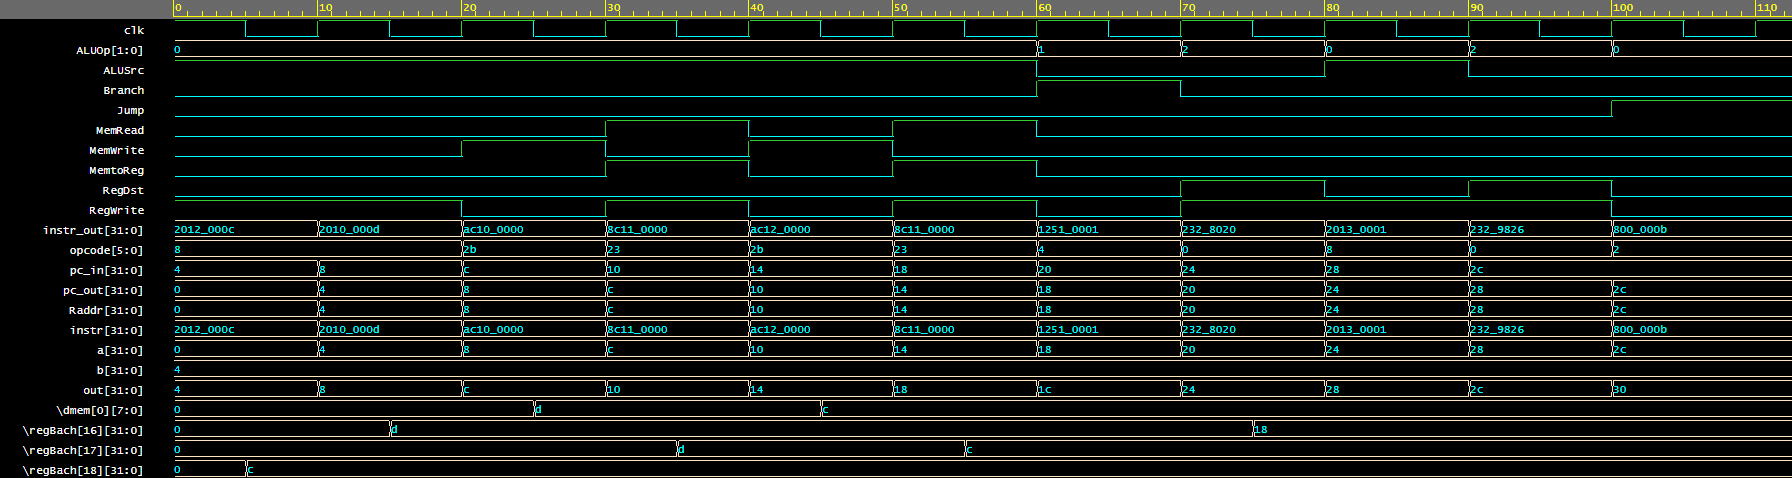 0 10 20 30 40 50 60 70 80 90 100 110
clk
ALUOp[1:0] 0 1 2 0 2 0
ALUSrc
Branch
Jump
MemRead
MemWrite
MemtoReg
RegDst
RegWrite
instr_out[31:0] 2012_000c 2010_000d ac10_0000 8c11_0000 ac12_0000 8c11_0000 1251_0001 232_8020 2013_0001 232_9826 800_000b
opcode[5:0] 8 2b 23 2b 23 4 0 8 0 2
pc_in[31:0] 4 8 c 10 14 18 20 24 28 2c
pc_out[31:0] 0 4 8 c 10 14 18 20 24 28 2c
Raddr[31:0] 0 4 8 c 10 14 18 20 24 28 2c
instr[31:0] 2012_000c 2010_000d ac10_0000 8c11_0000 ac12_0000 8c11_0000 1251_0001 232_8020 2013_0001 232_9826 800_000b
a[31:0] 0 4 8 c 10 14 18 20 24 28 2c
b[31:0] 4
out[31:0] 4 8 c 10 14 18 1c 24 28 2c 30
\dmem[0][7:0] 0 d c
\regBach[16][31:0] 0 d 18
\regBach[17][31:0] 0 d c
\regBach[18][31:0] 0 c